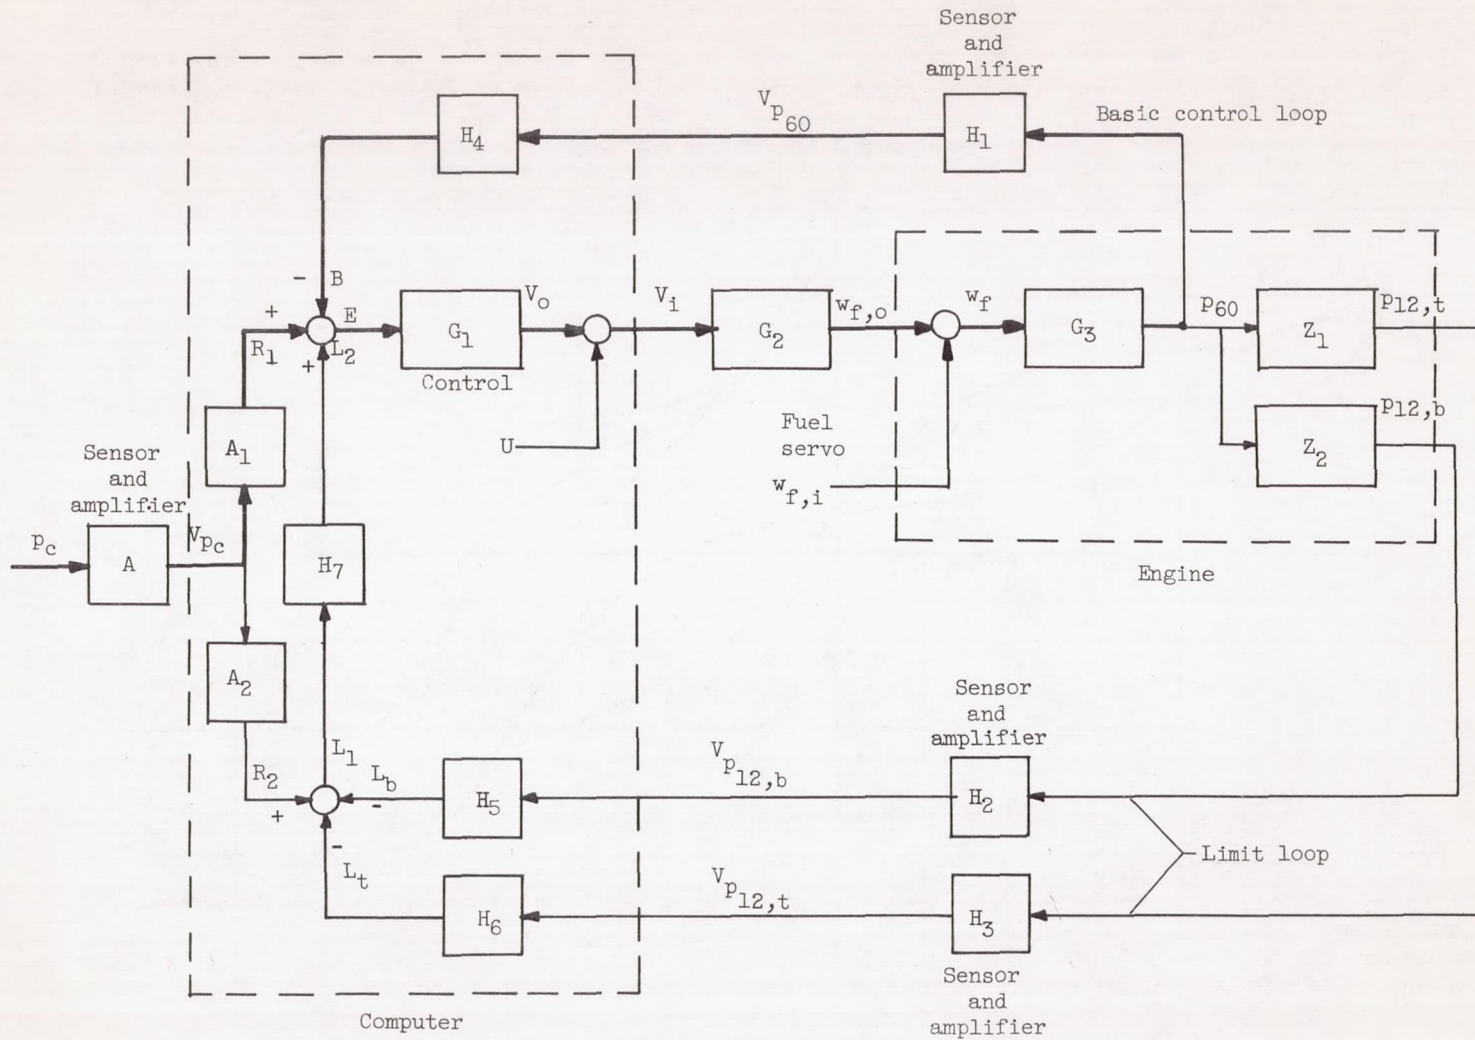 Sensor
and
amplifier
V_p60
H4
H1
Basic control loop
- B
+
R1
E
L2
+
G1
Control
Vo
Vi
G2
w_f,o
w_f
G3
p60
Z1
p12,t
U
Fuel
servo
w_f,i
Z2
p12,b
Engine
Sensor
and
amplifier
A1
p_c
A
V_pc
H7
A2
R2
+
L1
L_b
-
H5
V_p12,b
Sensor
and
amplifier
H2
Limit loop
-
L_t
H6
V_p12,t
H3
Sensor
and
amplifier
Computer